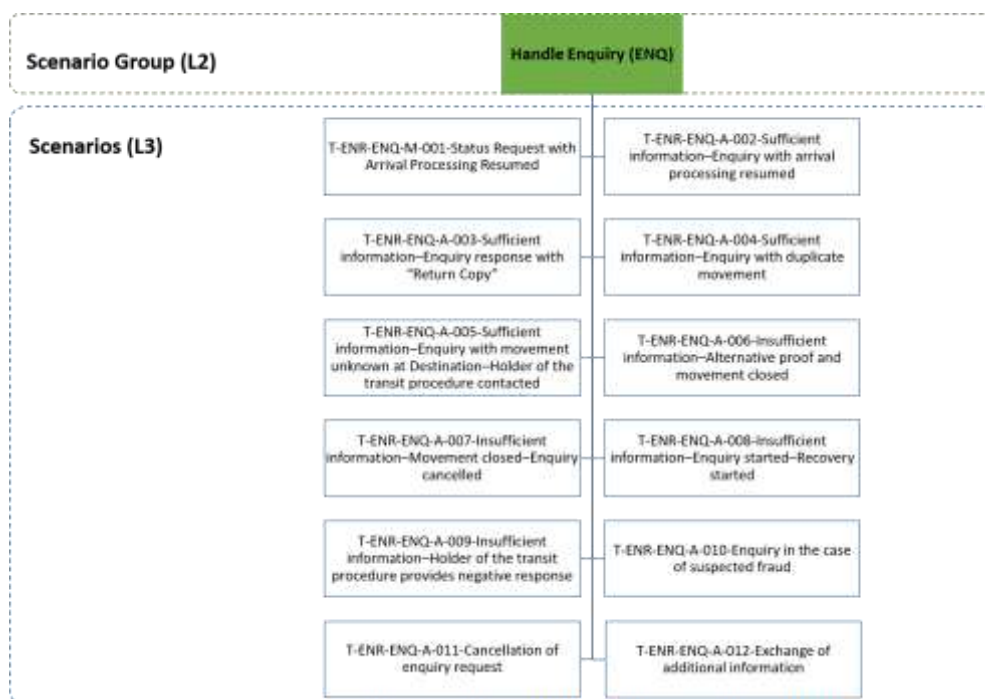 Scenario Group (L2)
Handle Enquiry (ENQ)
Scenarios (L3)
T-ENR-ENQ-M-001-Status Request with
Arrival Processing Resumed
T-ENR-ENQ-A-002-Sufficient
information–Enquiry with arrival
processing resumed
T-ENR-ENQ-A-003-Sufficient
information–Enquiry response with
"Return Copy"
T-ENR-ENQ-A-004-Sufficient
information–Enquiry with duplicate
movement
T-ENR-ENQ-A-005-Sufficient
information–Enquiry with movement
unknown at Destination–Holder of the
transit procedure contacted
T-ENR-ENQ-A-006-Insufficient
information–Alternative proof and
movement closed
T-ENR-ENQ-A-007-Insufficient
information–Movement closed–Enquiry
cancelled
T-ENR-ENQ-A-008-Insufficient
information–Enquiry started–Recovery
started
T-ENR-ENQ-A-009-Insufficient
information–Holder of the transit
procedure provides negative response
T-ENR-ENQ-A-010-Enquiry in the case
of suspected fraud
T-ENR-ENQ-A-011-Cancellation of
enquiry request
T-ENR-ENQ-A-012-Exchange of
additional information